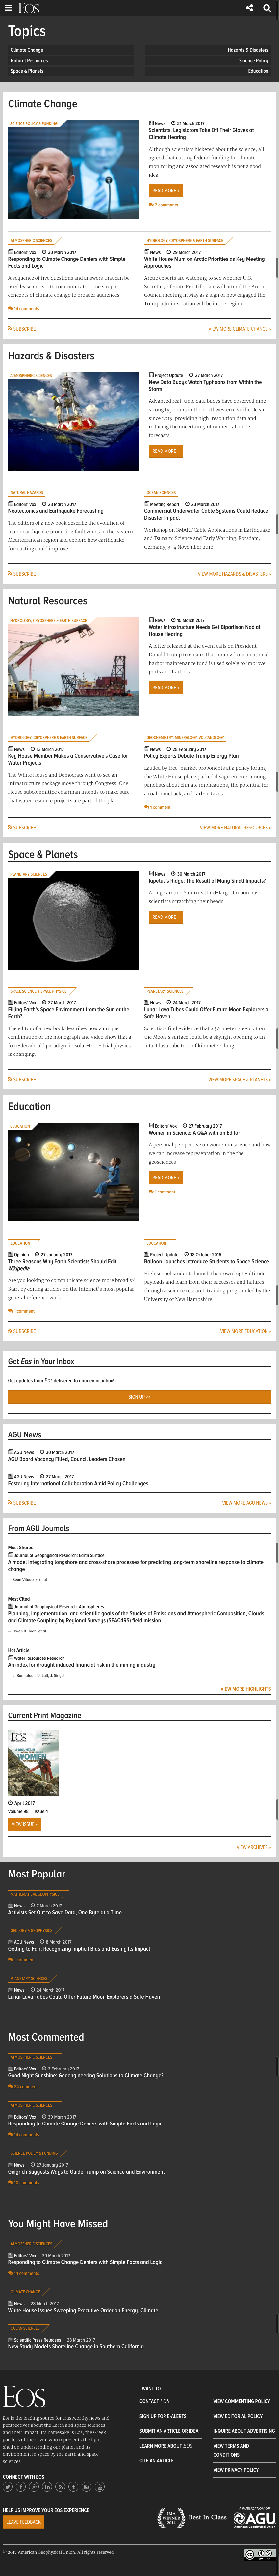 Eos
Topics
Climate Change
Hazards & Disasters
Natural Resources
Science Policy
Space & Planets
Education
Climate Change
SCIENCE POLICY & FUNDING
News 31 March 2017
Scientists, Legislators Take Off Their Gloves at
Climate Hearing
Although scientists bickered about the science, all
agreed that cutting federal funding for climate
forecasting and associated research is not a good
idea.
READ MORE »
2 comments
ATMOSPHERIC SCIENCES
Editors' Vox 30 March 2017
Responding to Climate Change Deniers with Simple
Facts and Logic
A sequence of five questions and answers that can be
used by scientists to communicate some simple
concepts of climate change to broader audiences.
14 comments
HYDROLOGY, CRYOSPHERE & EARTH SURFACE
News 29 March 2017
White House Mum on Arctic Priorities as Key Meeting
Approaches
Arctic experts are watching to see whether U.S.
Secretary of State Rex Tillerson will attend the Arctic
Council meeting in May as a sign of how engaged the
Trump administration will be in the region.
SUBSCRIBE
VIEW MORE CLIMATE CHANGE »
Hazards & Disasters
ATMOSPHERIC SCIENCES
Project Update 27 March 2017
New Data Buoys Watch Typhoons from Within the
Storm
Advanced real-time data buoys have observed nine
strong typhoons in the northwestern Pacific Ocean
since 2015, providing high-resolution data and
reducing the uncertainty of numerical model
forecasts.
READ MORE »
NATURAL HAZARDS
Editors' Vox 23 March 2017
Neotectonics and Earthquake Forecasting
The editors of a new book describe the evolution of
major earthquake producing fault zones in the eastern
Mediterranean region and explore how earthquake
forecasting could improve.
OCEAN SCIENCES
Meeting Report 23 March 2017
Commercial Underwater Cable Systems Could Reduce
Disaster Impact
Workshop on SMART Cable Applications in Earthquake
and Tsunami Science and Early Warning; Potsdam,
Germany, 3–4 November 2016
SUBSCRIBE
VIEW MORE HAZARDS & DISASTERS »
Natural Resources
HYDROLOGY, CRYOSPHERE & EARTH SURFACE
News 15 March 2017
Water Infrastructure Needs Get Bipartisan Nod at
House Hearing
A letter released at the event calls on President
Donald Trump to ensure that a national dam and harbor
maintenance fund is used solely to improve
ports and harbors.
READ MORE »
HYDROLOGY, CRYOSPHERE & EARTH SURFACE
News 13 March 2017
Key House Member Makes a Conservative's Case for
Water Projects
The White House and Democrats want to see an
infrastructure package move through Congress. One
House subcommittee chairman intends to make sure
that water resource projects are part of the plan.
GEOCHEMISTRY, MINERALOGY, VOLCANOLOGY
News 28 February 2017
Policy Experts Debate Trump Energy Plan
Lauded by free-market proponents at a policy forum,
the White House plan sparked disagreements among
panelists over climate implications, the potential for
a coal comeback, and carbon taxes.
1 comment
SUBSCRIBE
VIEW MORE NATURAL RESOURCES »
Space & Planets
PLANETARY SCIENCES
News 30 March 2017
Iapetus's Ridge: The Result of Many Small Impacts?
A ridge around Saturn's third-largest moon has
scientists scratching their heads.
READ MORE »
SPACE SCIENCE & SPACE PHYSICS
Editors' Vox 27 March 2017
Filling Earth's Space Environment from the Sun or the
Earth?
The editors of a new book describes how a
combination of the monograph and video show that a
four-decade old paradigm in solar-terrestrial physics
is changing.
PLANETARY SCIENCES
News 24 March 2017
Lunar Lava Tubes Could Offer Future Moon Explorers a
Safe Haven
Scientists find evidence that a 50-meter-deep pit on
the Moon's surface could be a skylight opening to an
intact lava tube tens of kilometers long.
SUBSCRIBE
VIEW MORE SPACE & PLANETS »
Education
EDUCATION
Editors' Vox 27 February 2017
Women in Science: A Q&A with an Editor
A personal perspective on women in science and how
we can increase representation in the the
geosciences
READ MORE »
1 comment
EDUCATION
Opinion 27 January 2017
Three Reasons Why Earth Scientists Should Edit
Wikipedia
Are you looking to communicate science more broadly?
Start by editing articles on the Internet's most popular
general reference work.
1 comment
EDUCATION
Project Update 18 October 2016
Balloon Launches Introduce Students to Space Science
High school students launch their own high-altitude
payloads and learn from their successes and failures
through a science research training program led by the
University of New Hampshire.
SUBSCRIBE
VIEW MORE EDUCATION »
Get Eos in Your Inbox
Get updates from Eos delivered to your email inbox!
SIGN UP >>
AGU News
AGU News 30 March 2017
AGU Board Vacancy Filled, Council Leaders Chosen
AGU News 27 March 2017
Fostering International Collaboration Amid Policy Challenges
SUBSCRIBE
VIEW MORE AGU NEWS »
From AGU Journals
Most Shared
Journal of Geophysical Research: Earth Surface
A model integrating longshore and cross-shore processes for predicting long-term shoreline response to climate
change
— Sean Vitousek, et al.
Most Cited
Journal of Geophysical Research: Atmospheres
Planning, implementation, and scientific goals of the Studies of Emissions and Atmospheric Composition, Clouds
and Climate Coupling by Regional Surveys (SEAC4RS) field mission
— Owen B. Toon, et al.
Hot Article
Water Resources Research
An index for drought induced financial risk in the mining industry
— L. Bonnafous, U. Lall, J. Siegel
VIEW MORE HIGHLIGHTS
Current Print Magazine
Eos
WOMEN
April 2017
Volume 98 Issue 4
VIEW ISSUE »
VIEW ARCHIVES »
Most Popular
MATHEMATICAL GEOPHYSICS
News 7 March 2017
Activists Set Out to Save Data, One Byte at a Time
GEOLOGY & GEOPHYSICS
AGU News 8 March 2017
Getting to Fair: Recognizing Implicit Bias and Easing Its Impact
1 comment
PLANETARY SCIENCES
News 24 March 2017
Lunar Lava Tubes Could Offer Future Moon Explorers a Safe Haven
Most Commented
ATMOSPHERIC SCIENCES
Editors' Vox 3 February 2017
Good Night Sunshine: Geoengineering Solutions to Climate Change?
24 comments
ATMOSPHERIC SCIENCES
Editors' Vox 30 March 2017
Responding to Climate Change Deniers with Simple Facts and Logic
14 comments
SCIENCE POLICY & FUNDING
News 27 January 2017
Gingrich Suggests Ways to Guide Trump on Science and Environment
10 comments
You Might Have Missed
ATMOSPHERIC SCIENCES
Editors' Vox 30 March 2017
Responding to Climate Change Deniers with Simple Facts and Logic
14 comments
CLIMATE CHANGE
News 28 March 2017
White House Issues Sweeping Executive Order on Energy, Climate
OCEAN SCIENCES
Scientific Press Releases 28 March 2017
New Study Models Shoreline Change in Southern California
Eos
Eos is the leading source for trustworthy news and
perspectives about the Earth and space sciences
and their impact. Its namesake is Eos, the Greek
goddess of the dawn, who represents the light
shed on understanding our planet and its
environment in space by the Earth and space
sciences.
CONNECT WITH EOS
I WANT TO
CONTACT EOS
SIGN UP FOR E-ALERTS
SUBMIT AN ARTICLE OR IDEA
LEARN MORE ABOUT EOS
CITE AN ARTICLE
VIEW COMMENTING POLICY
VIEW EDITORIAL POLICY
INQUIRE ABOUT ADVERTISING
VIEW TERMS AND
CONDITIONS
VIEW PRIVACY POLICY
HELP US IMPROVE YOUR EOS EXPERIENCE
LEAVE FEEDBACK
IMA
WINNER
2014
Best In Class
A PUBLICATION OF
AGU
American Geophysical Union
© 2017 American Geophysical Union. All rights reserved.